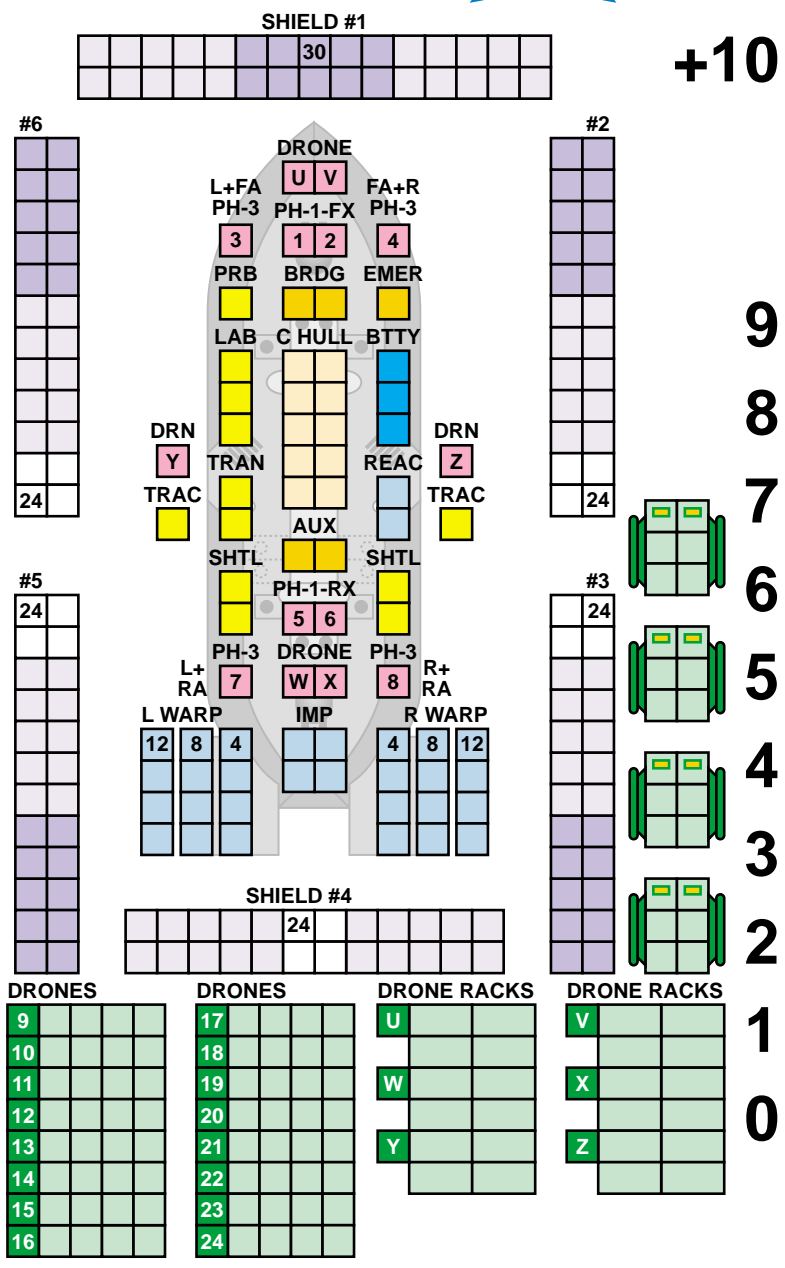 SHIELD #1
30
+10
#6
#2
DRONE
U V
L+FA
PH-3
PH-1-FX
FA+R
PH-3
3
1 2
4
PRB
BRDG
EMER
9
LAB
C HULL
BTTY
8
DRN
Y
DRN
Z
TRAN
REAC
TRAC
TRAC
24
24
7
AUX
SHTL
SHTL
#5
#3
6
24
24
PH-1-RX
5 6
PH-3
DRONE
PH-3
L+
RA
7
W X
8
R+
RA
5
L WARP
IMP
R WARP
12 8 4
4 8 12
4
3
SHIELD #4
24
2
DRONES
DRONES
DRONE RACKS
DRONE RACKS
9
17
U
V
1
10
18
11
19
W
X
12
20
0
13
21
Y
Z
14
22
15
23
16
24